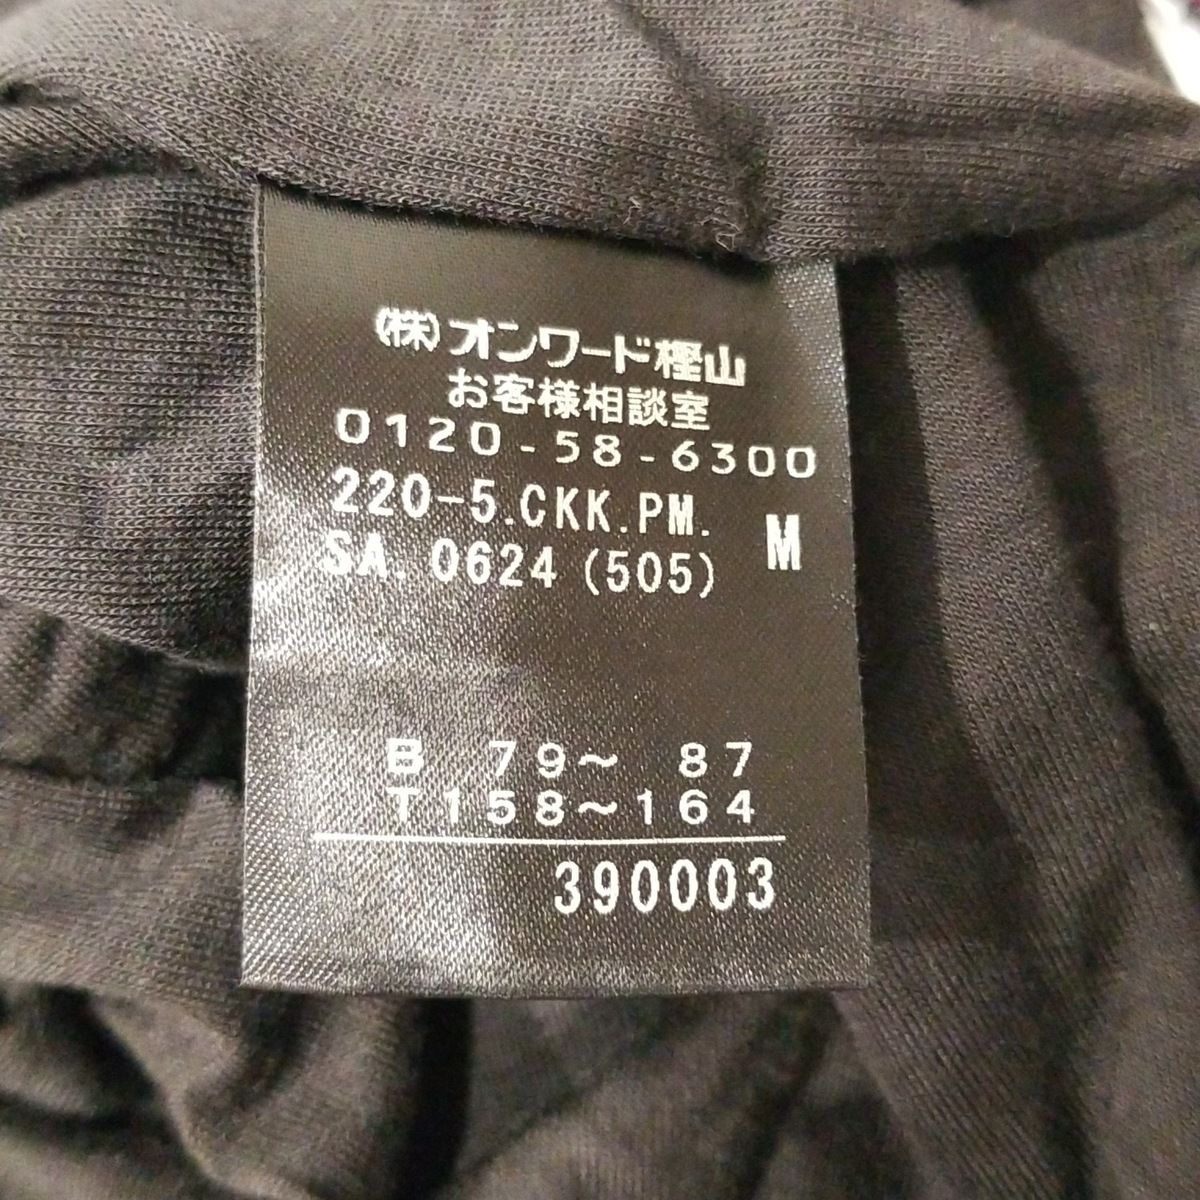 (株)オンワード樫山
お客様相談室
0120-58-6300
220-5.CKK.PM.
M
SA. 0624 (505)
B 79～ 87
T158～164
390003